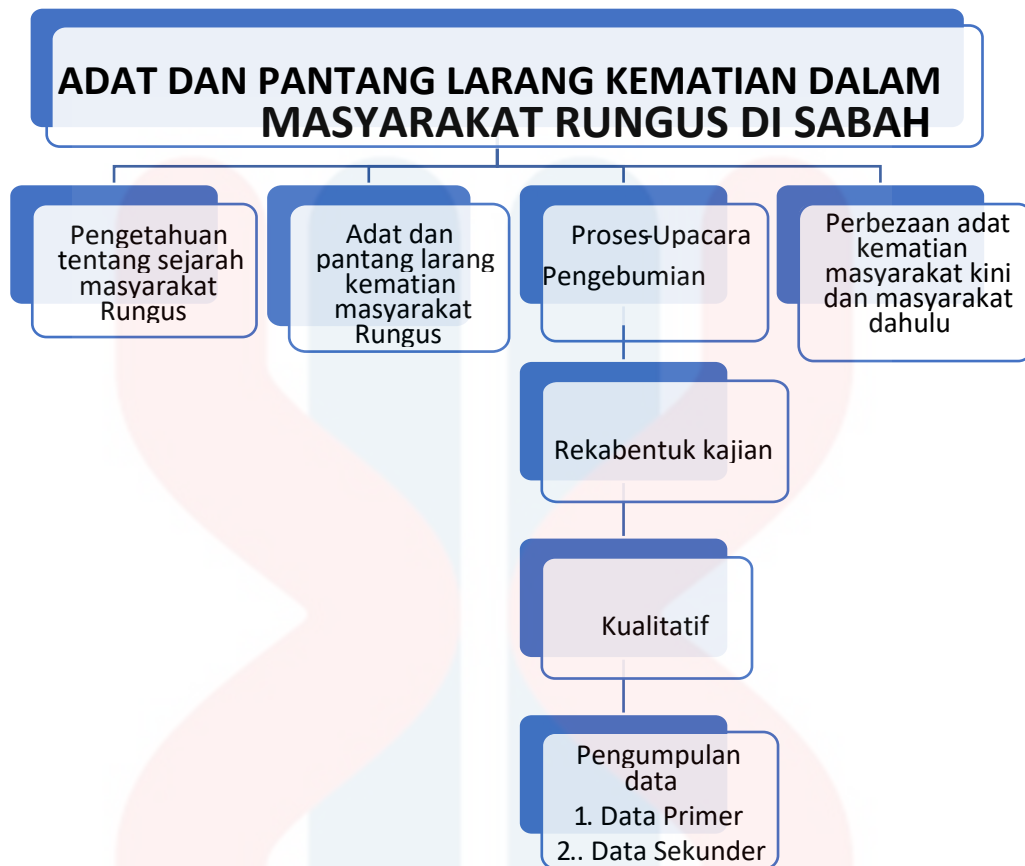 ADAT DAN PANTANG LARANG KEMATIAN DALAM
MASYARAKAT RUNGUS DI SABAH
Pengetahuan
tentang sejarah
masyarakat
Rungus
Adat dan
pantang larang
kematian
masyarakat
Rungus
Proses-Upacara
Pengebumian
Perbezaan adat
kematian
masyarakat kini
dan masyarakat
dahulu
Rekabentuk kajian
Kualitatif
Pengumpulan
data
1. Data Primer
2.. Data Sekunder